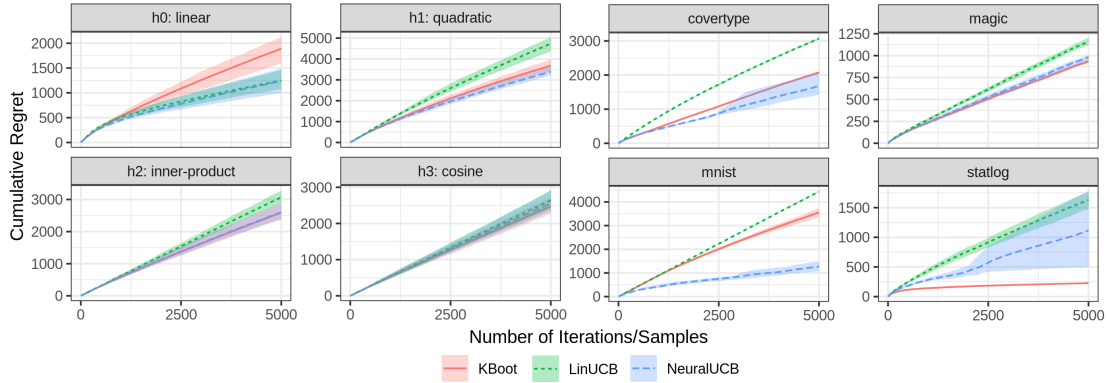 h0: linear
h1: quadratic
covertype
magic
2000
1500
1000
500
0
5000
4000
3000
2000
1000
0
3000
2000
1000
0
1250
1000
750
500
250
0
h2: inner-product
h3: cosine
mnist
statlog
3000
2000
1000
0
3000
2000
1000
0
4000
3000
2000
1000
0
1500
1000
500
0
0 2500 5000
0 2500 5000
0 2500 5000
0 2500 5000
Cumulative Regret
Number of Iterations/Samples
KBoot LinUCB NeuralUCB